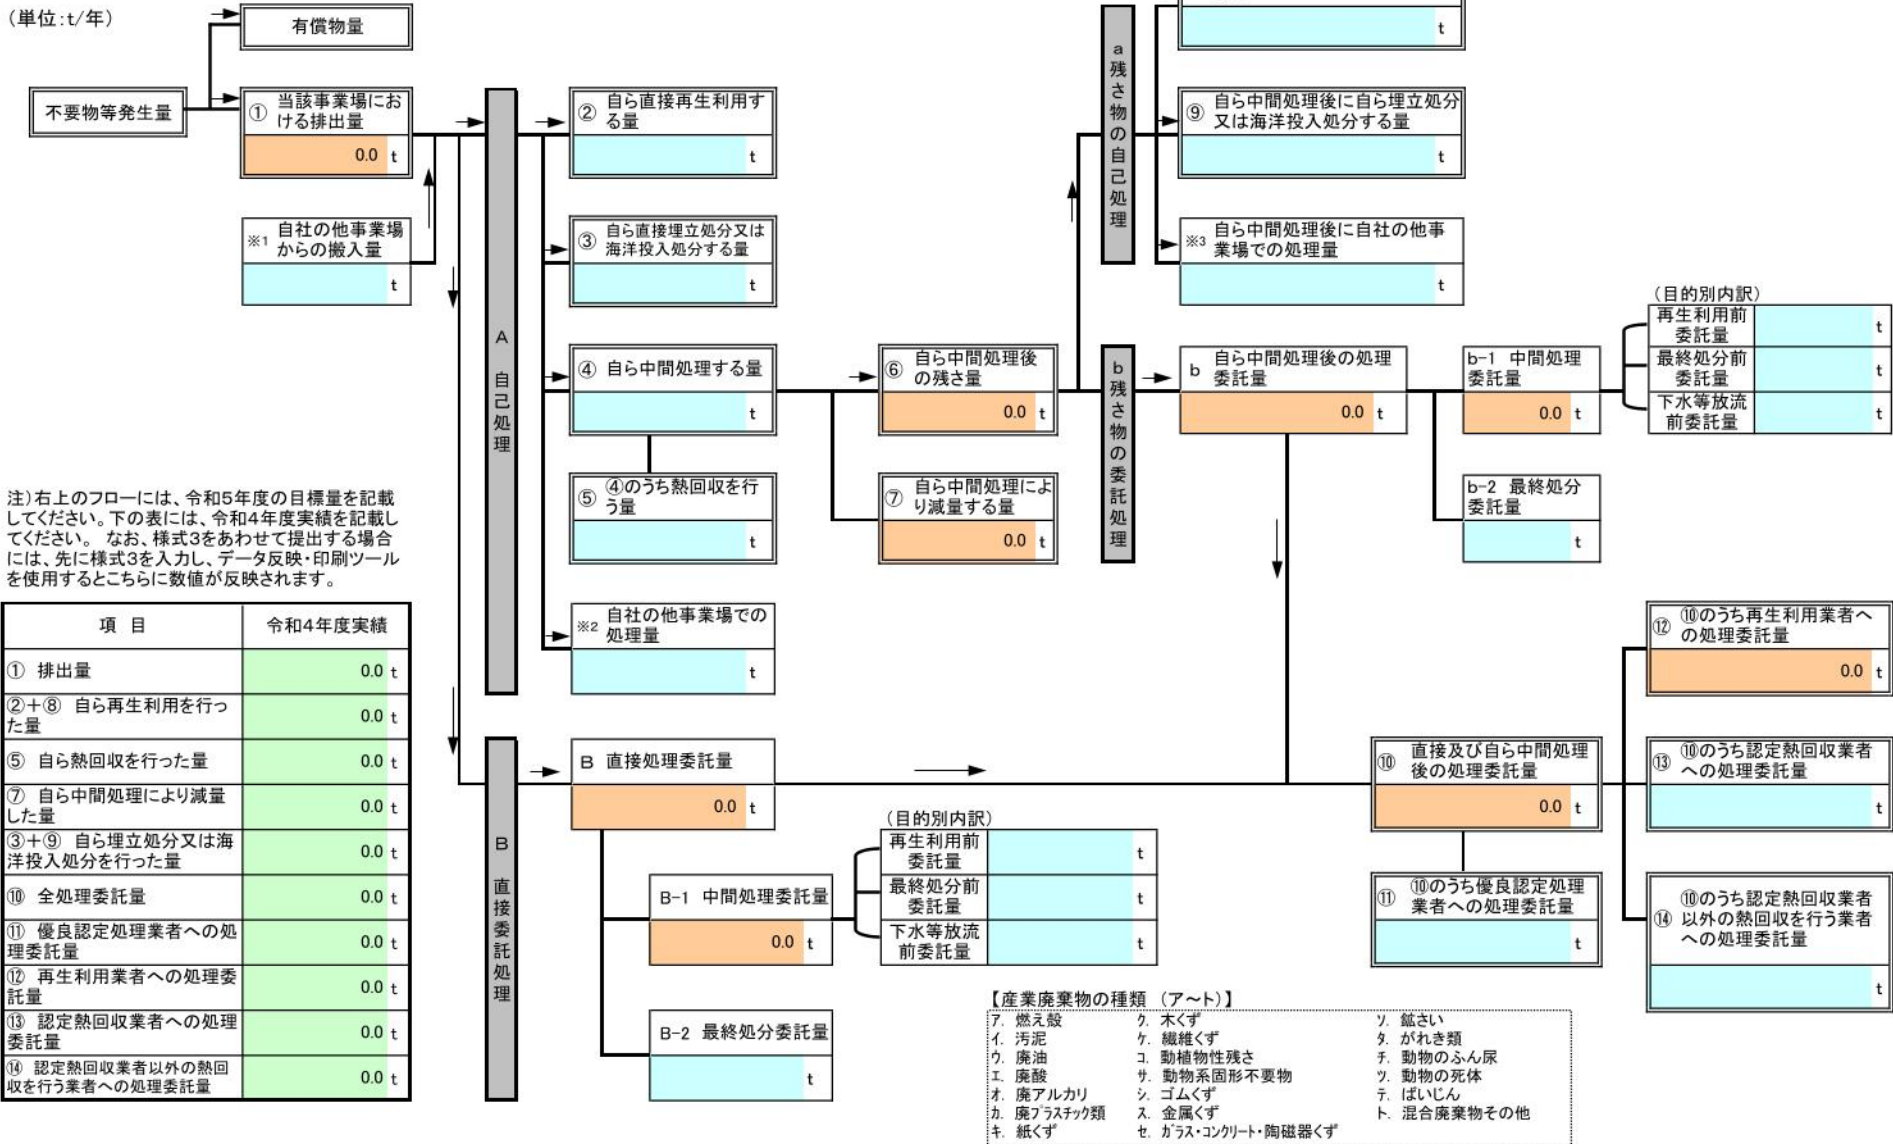 (単位:t/年)
有償物量
不要物等発生量
① 当該事業場にお
ける排出量
0.0 t
※1 自社の他事業場
からの搬入量
t
A 自己処理
② 自ら直接再生利用す
る量
t
③ 自ら直接埋立処分又は
海洋投入処分する量
t
④ 自ら中間処理する量
t
⑤ ④のうち熱回収を行
う量
t
※2 自社の他事業場での
処理量
t
⑥ 自ら中間処理後
の残さ量
0.0 t
⑦ 自ら中間処理によ
り減量する量
0.0 t
a 残さ物の自己処理
t
⑨ 自ら中間処理後に自ら埋立処分
又は海洋投入処分する量
t
※3 自ら中間処理後に自社の他事
業場での処理量
t
b 残さ物の委託処理
b 自ら中間処理後の処理
委託量
0.0 t
b-1 中間処理
委託量
0.0 t
(目的別内訳)
再生利用前
委託量 t
最終処分前
委託量 t
下水等放流
前委託量 t
b-2 最終処分
委託量
t
注)右上のフローには、令和5年度の目標量を記載
してください。下の表には、令和4年度実績を記載し
てください。 なお、様式3をあわせて提出する場合
には、先に様式3を入力し、データ反映・印刷ツール
を使用するとこちらに数値が反映されます。
項 目 令和4年度実績
① 排出量 0.0 t
②+⑧ 自ら再生利用を行っ
た量 0.0 t
⑤ 自ら熱回収を行った量 0.0 t
⑦ 自ら中間処理により減量
した量 0.0 t
③+⑨ 自ら埋立処分又は海
洋投入処分を行った量 0.0 t
⑩ 全処理委託量 0.0 t
⑪ 優良認定処理業者への処
理委託量 0.0 t
⑫ 再生利用業者への処理委
託量 0.0 t
⑬ 認定熱回収業者への処理
委託量 0.0 t
⑭ 認定熱回収業者以外の熱回
収を行う業者への処理委託量 0.0 t
B 直接委託処理
B 直接処理委託量
0.0 t
B-1 中間処理委託量
0.0 t
(目的別内訳)
再生利用前
委託量 t
最終処分前
委託量 t
下水等放流
前委託量 t
B-2 最終処分委託量
t
⑩ 直接及び自ら中間処理
後の処理委託量
0.0 t
⑪ ⑩のうち優良認定処理
業者への処理委託量
t
⑫ ⑩のうち再生利用業者へ
の処理委託量
0.0 t
⑬ ⑩のうち認定熱回収業者
への処理委託量
t
⑭ ⑩のうち認定熱回収業者
以外の熱回収を行う業者
への処理委託量
t
【産業廃棄物の種類 (ア~ト)】
ア. 燃え殻 ク. 木くず ソ. 鉱さい
イ. 汚泥 ケ. 繊維くず タ. がれき類
ウ. 廃油 コ. 動植物性残さ チ. 動物のふん尿
エ. 廃酸 サ. 動物系固形不要物 ツ. 動物の死体
オ. 廃アルカリ シ. ゴムくず テ. ばいじん
カ. 廃プラスチック類 ス. 金属くず ト. 混合廃棄物その他
キ. 紙くず セ. ガラス・コンクリート・陶磁器くず